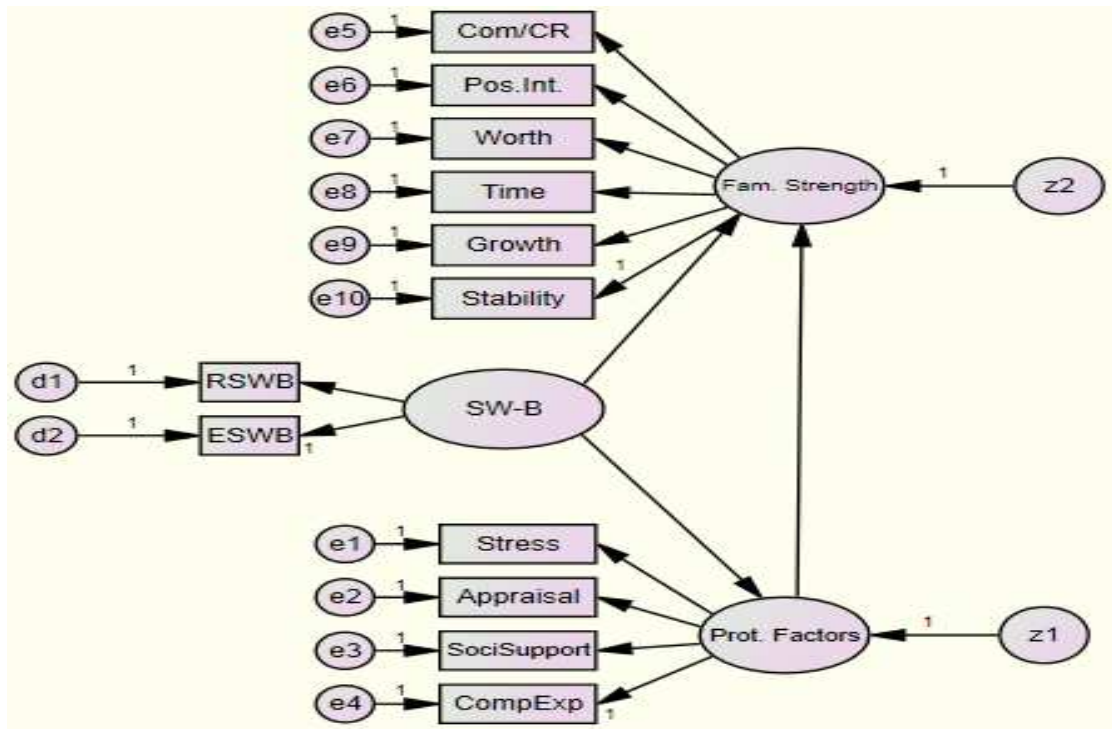 e5 1 Com/CR
e6 1 Pos.Int.
e7 1 Worth
Fam. Strength 1 z2
e8 1 Time
e9 1 Growth
1
e10 1 Stability
d1 1 RSWB
SW-B
d2 1 ESWB 1
e1 1 Stress
e2 1 Appraisal
Prot. Factors 1 z1
e3 1 SociSupport
e4 1 CompExp 1